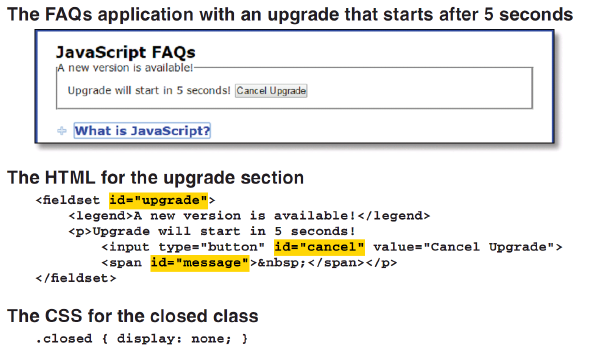 The FAQs application with an upgrade that starts after 5 seconds
JavaScript FAQs
A new version is available!
Upgrade will start in 5 seconds! Cancel Upgrade
What is JavaScript?
The HTML for the upgrade section
<fieldset id="upgrade">
<legend>A new version is available!</legend>
<p>Upgrade will start in 5 seconds!
<input type="button" id="cancel" value="Cancel Upgrade">
<span id="message">&nbsp;</span></p>
</fieldset>
The CSS for the closed class
.closed { display: none; }